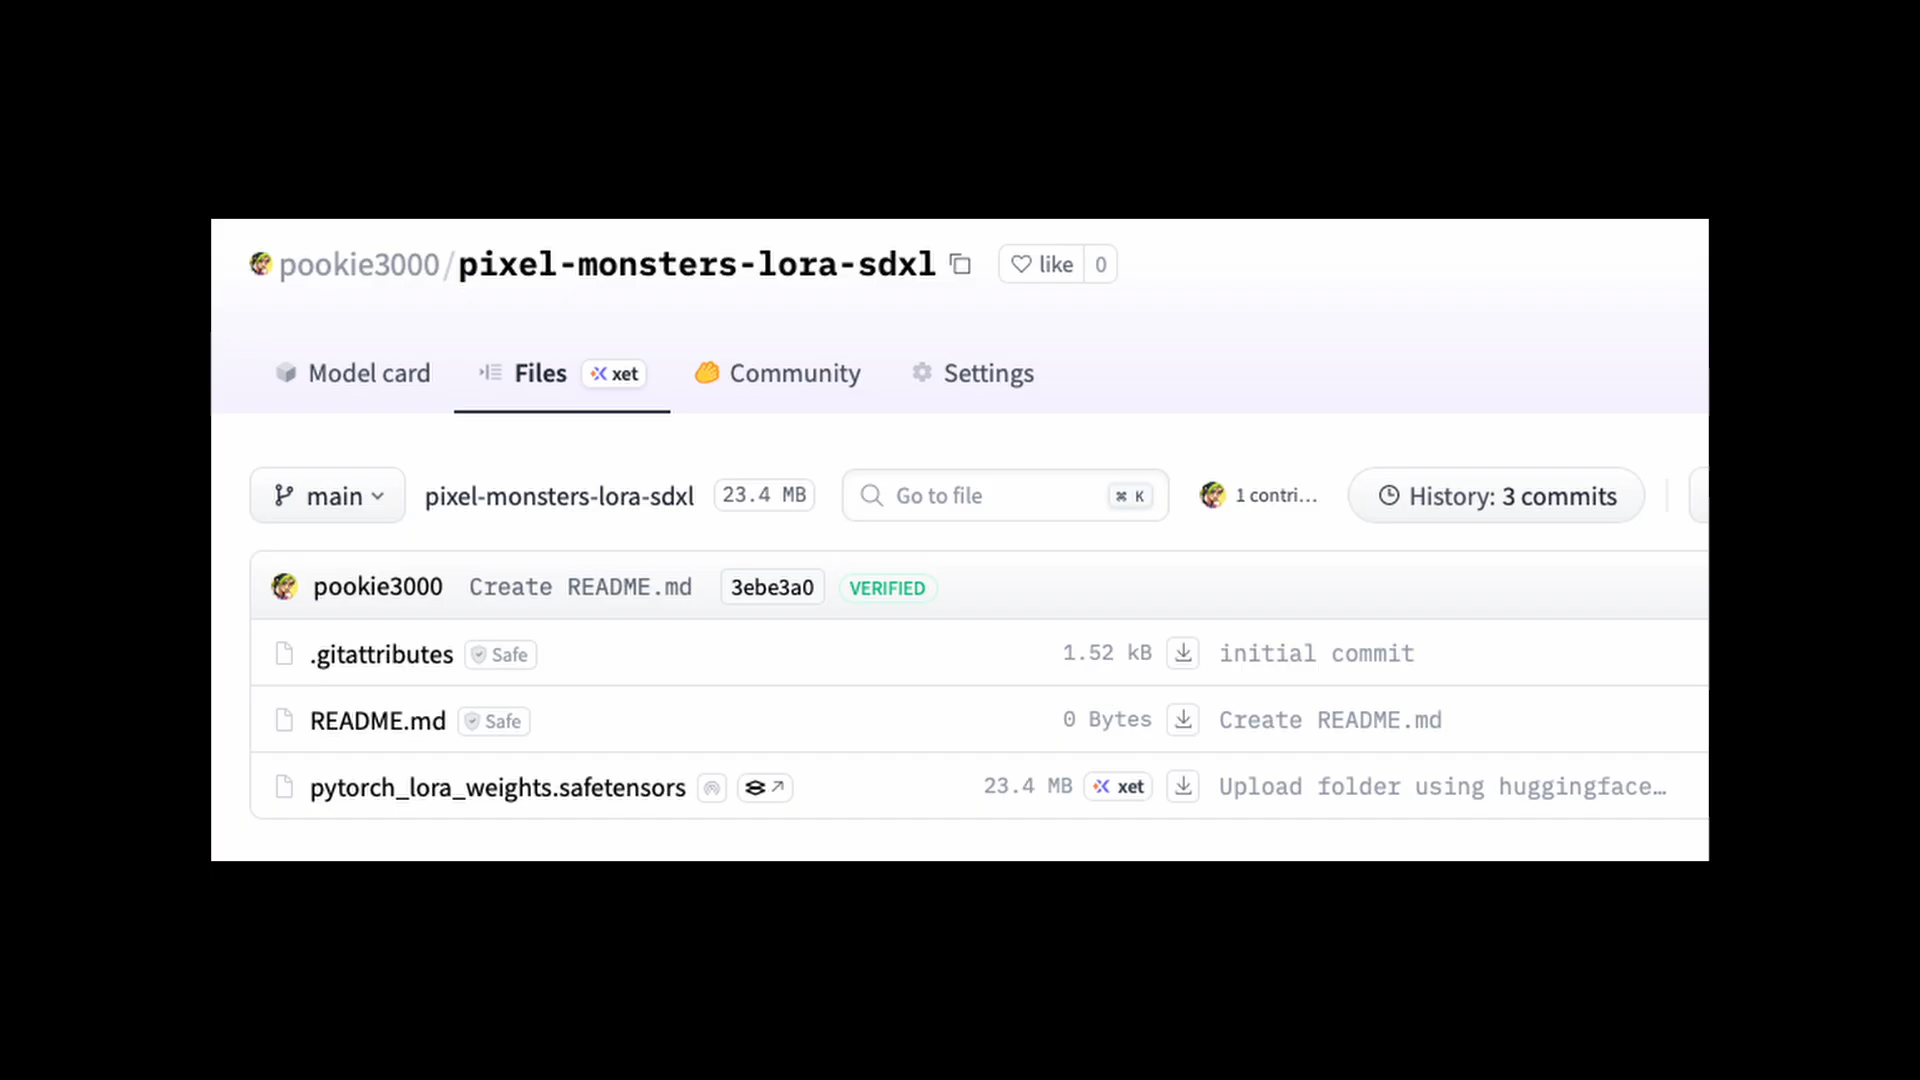 pookie3000/pixel-monsters-lora-sdxl like 0
Model card Files xet Community Settings
main pixel-monsters-lora-sdxl 23.4 MB Go to file ⌘ K 1 contri... History: 3 commits
pookie3000 Create README.md 3ebe3a0 VERIFIED
.gitattributes Safe 1.52 kB initial commit
README.md Safe 0 Bytes Create README.md
pytorch_lora_weights.safetensors 23.4 MB xet Upload folder using huggingface…